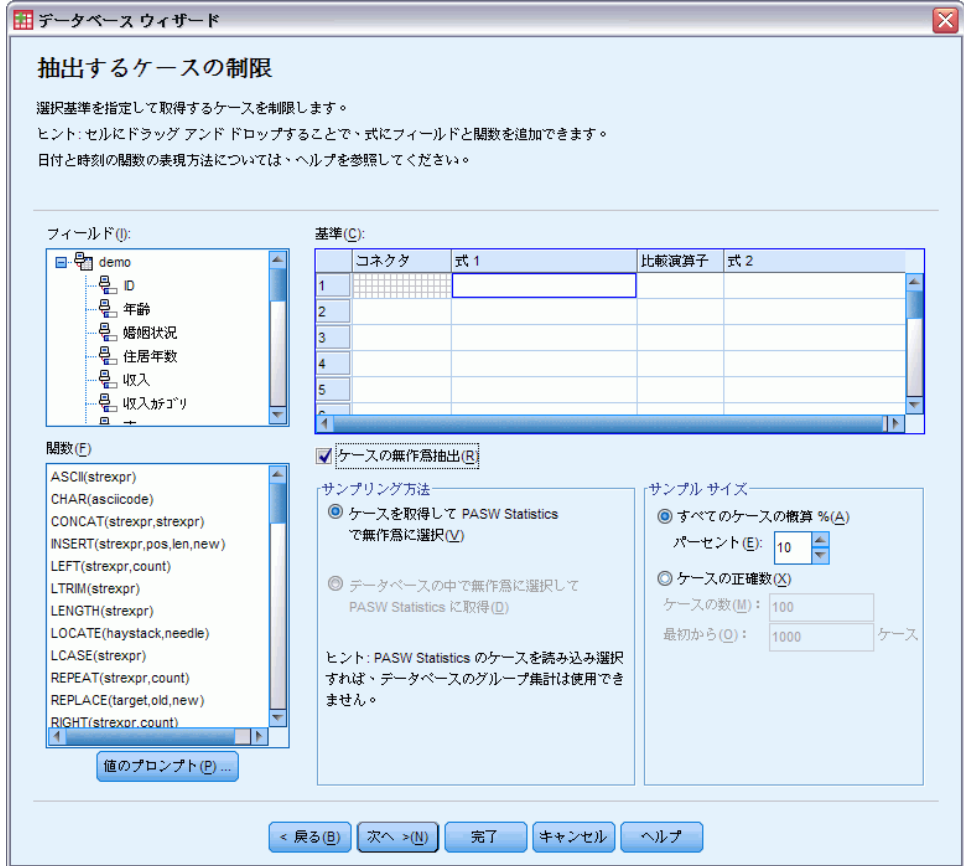 データベース ウィザード
抽出するケースの制限
選択基準を指定して取得するケースを制限します。
ヒント: セルにドラッグ アンド ドロップすることで、式にフィールドと関数を追加できます。
日付と時刻の関数の表現方法については、ヘルプを参照してください。
フィールド(I):
demo
ID
年齢
婚姻状況
住居年数
収入
収入カテゴリ
関数(F)
ASCII(strexpr)
CHAR(asciicode)
CONCAT(strexpr,strexpr)
INSERT(strexpr,pos,len,new)
LEFT(strexpr,count)
LTRIM(strexpr)
LENGTH(strexpr)
LOCATE(haystack,needle)
LCASE(strexpr)
REPEAT(strexpr,count)
REPLACE(target,old,new)
RIGHT(strexpr,count)
値のプロンプト(P)...
基準(C):
コネクタ 式 1 比較演算子 式 2
1
2
3
4
5
ケースの無作為抽出(R)
サンプリング方法
ケースを取得して PASW Statistics
で無作為に選択(V)
データベースの中で無作為に選択して
PASW Statistics に取得(D)
ヒント: PASW Statistics のケースを読み込み選択
すれば、データベースのグループ集計は使用でき
ません。
サンプル サイズ
すべてのケースの概算 %(A)
パーセント(E): 10
ケースの正確数(X)
ケースの数(M): 100
最初から(O): 1000 ケース
< 戻る(B) 次へ >(N) 完了 キャンセル ヘルプ